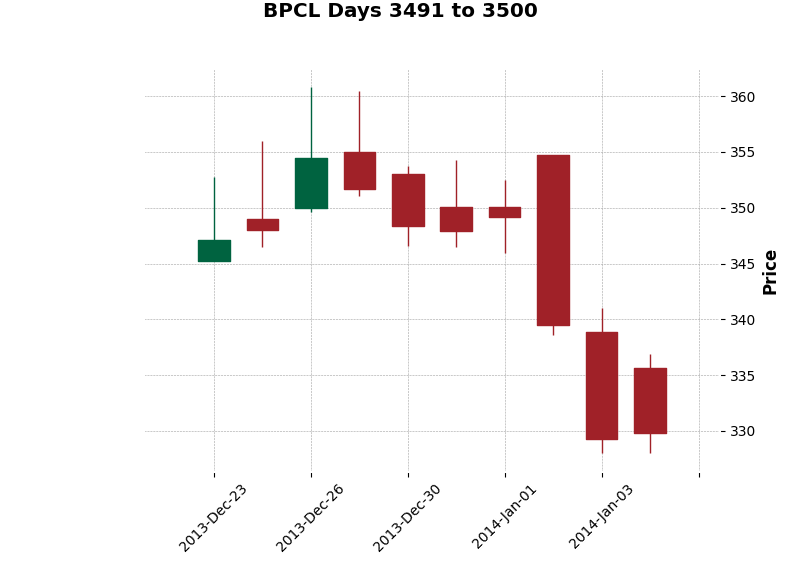 BPCL Days 3491 to 3500
360
355
350
345
340
335
330
Price
2013-Dec-23
2013-Dec-26
2013-Dec-30
2014-Jan-01
2014-Jan-03